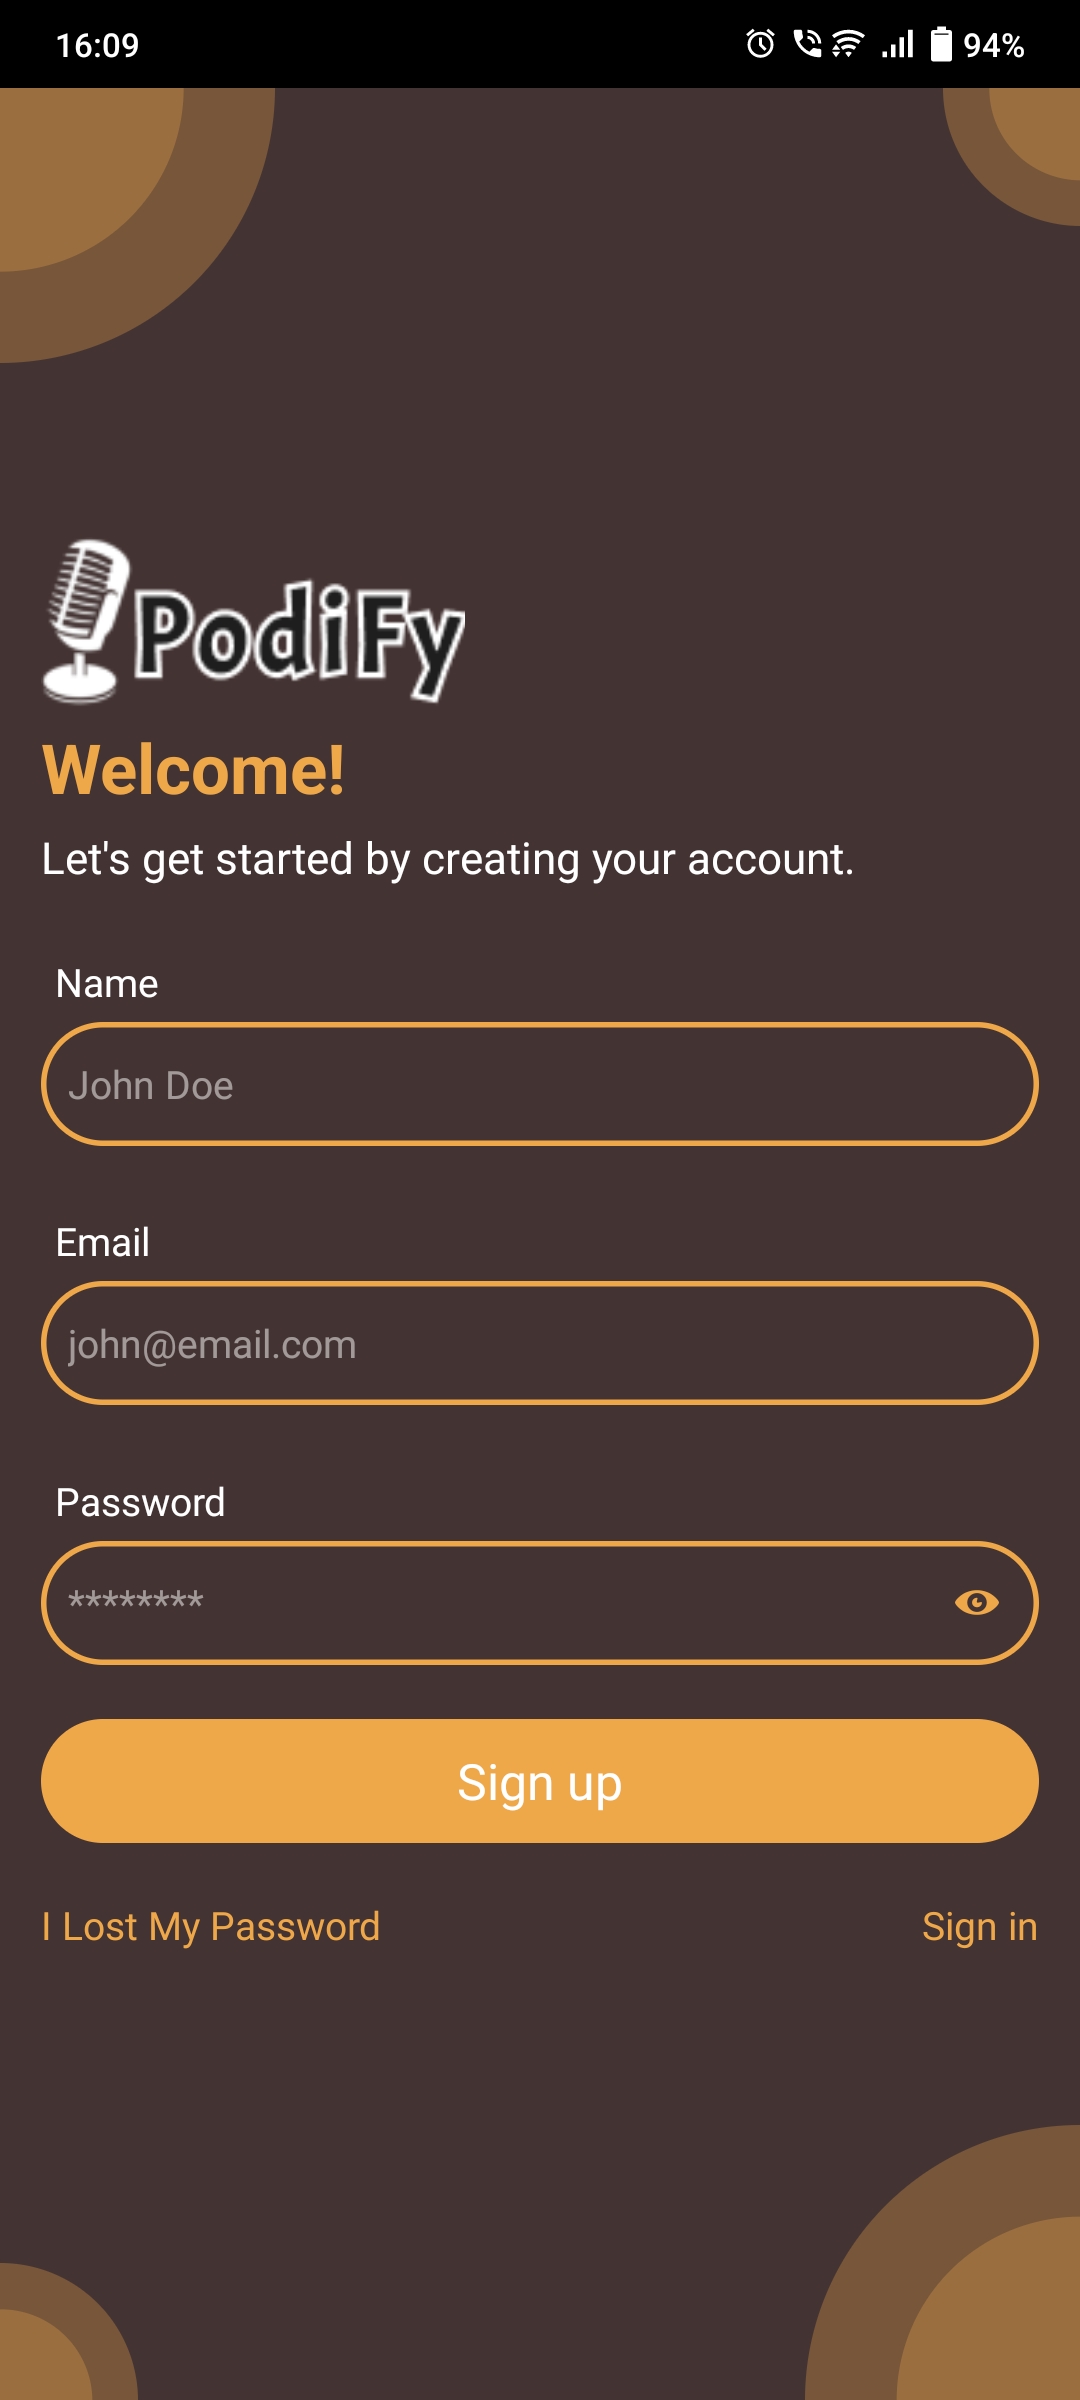 16:09 94%
PodiFy
Welcome!
Let's get started by creating your account.
Name
John Doe
Email
john@email.com
Password
********
Sign up
I Lost My Password Sign in